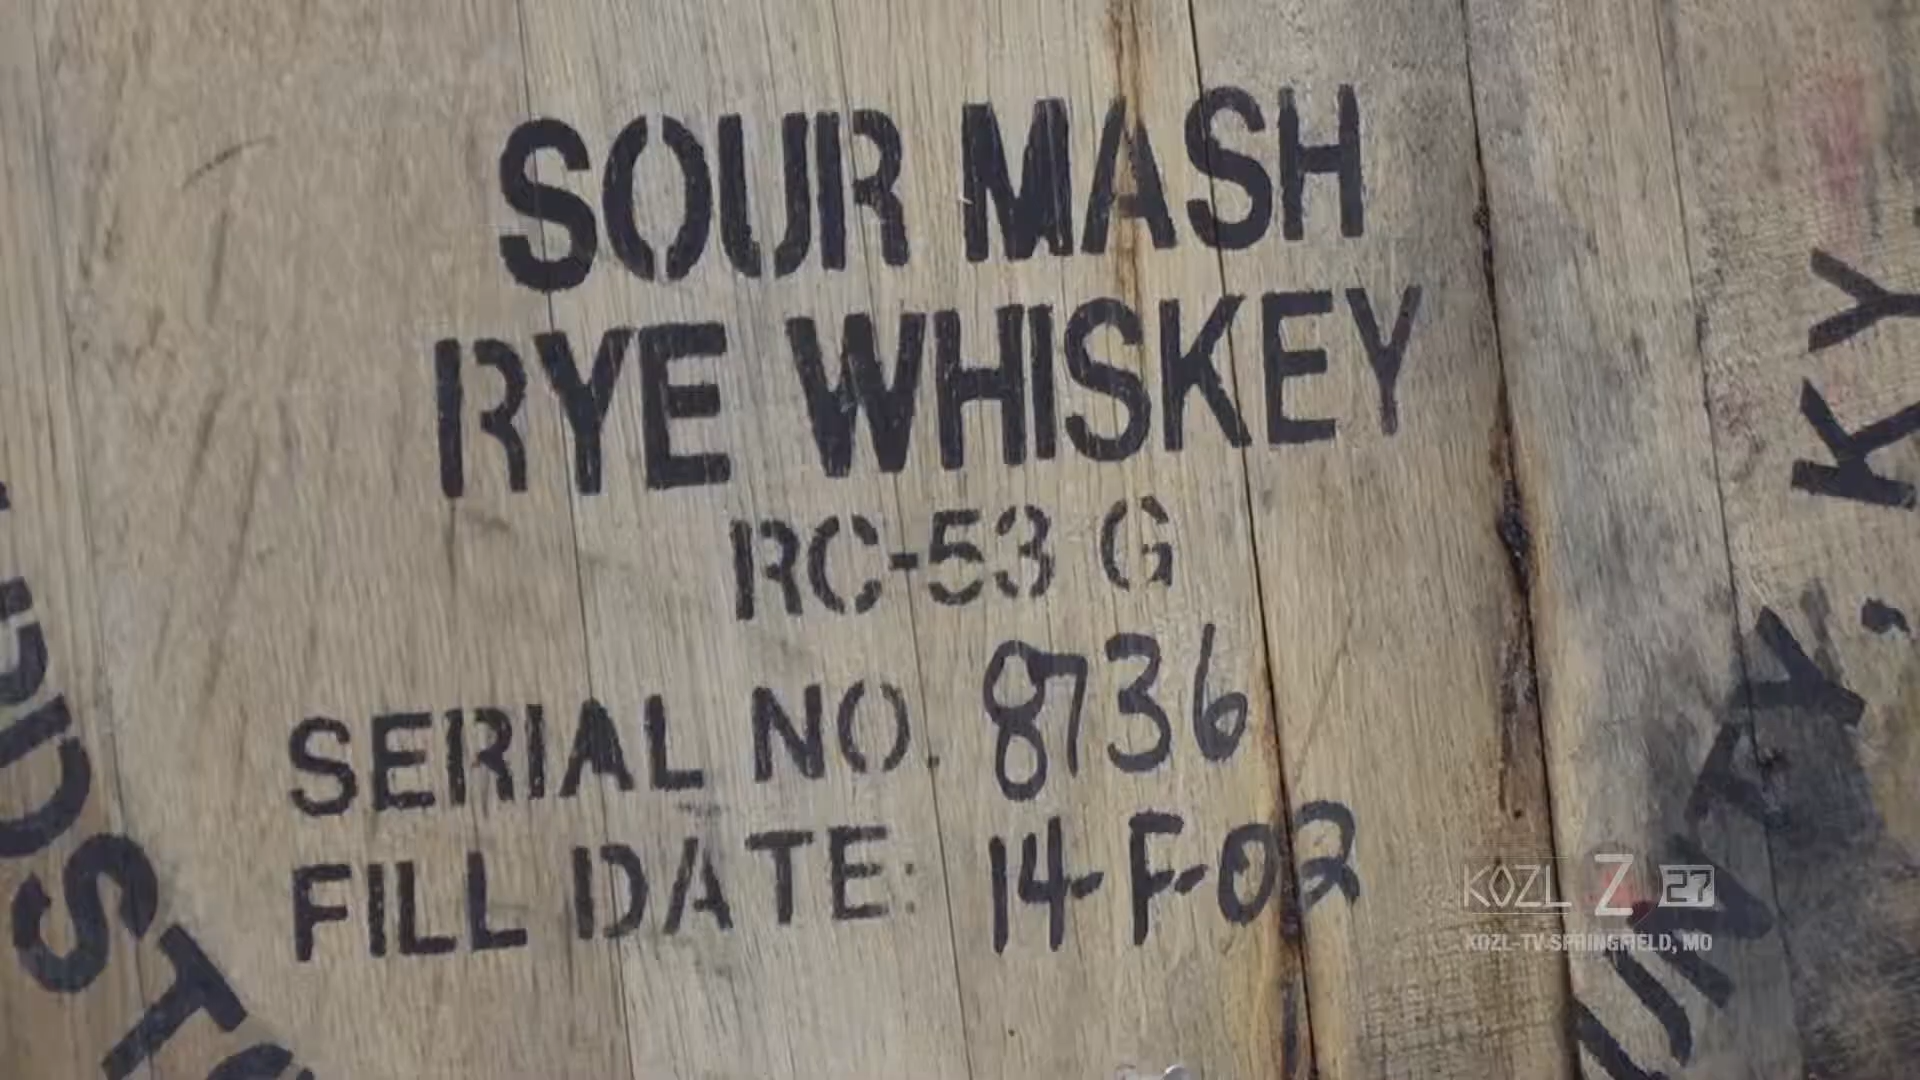 SOUR MASH
RYE WHISKEY
RC-53 G
SERIAL NO. 8736
FILL DATE: 14-F-02
, KY.
KOZL Z 27
KOZL-TV-SPRINGFIELD, MO